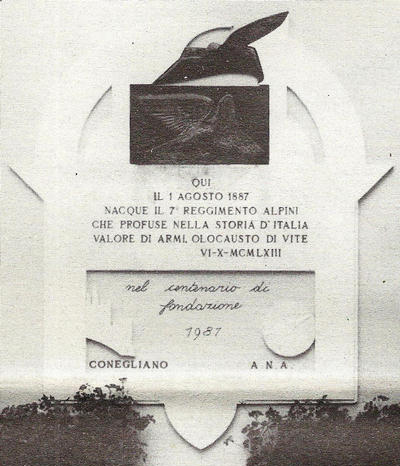 QUI
IL 1 AGOSTO 1887
NACQUE IL 7° REGGIMENTO ALPINI
CHE PROFUSE NELLA STORIA D'ITALIA
VALORE DI ARMI, OLOCAUSTO DI VITE
VI-X-MCMLXIII
nel centenario di
fondazione
1987
CONEGLIANO A.N.A.